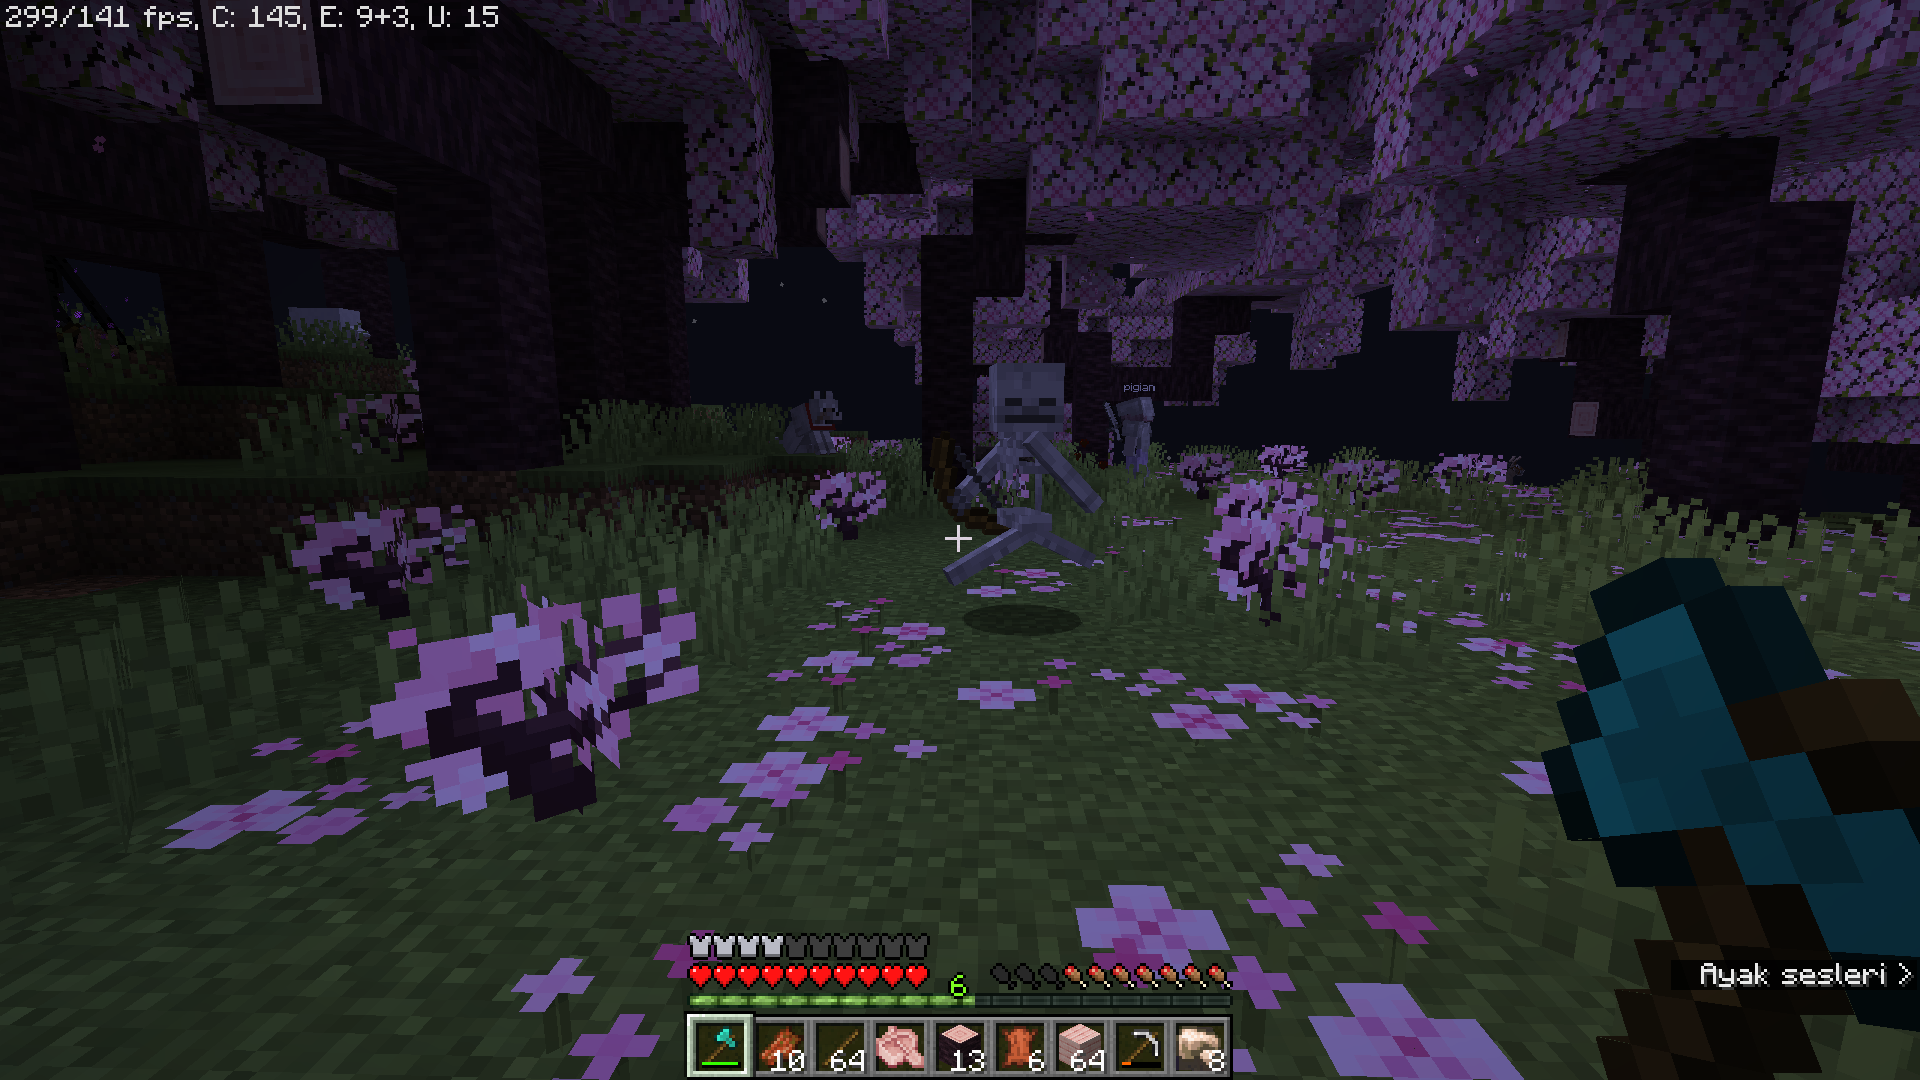 299/141 fps, C: 145, E: 9+3, U: 15
pigian
Ayak sesleri >
6
10 64 13 6 64 8